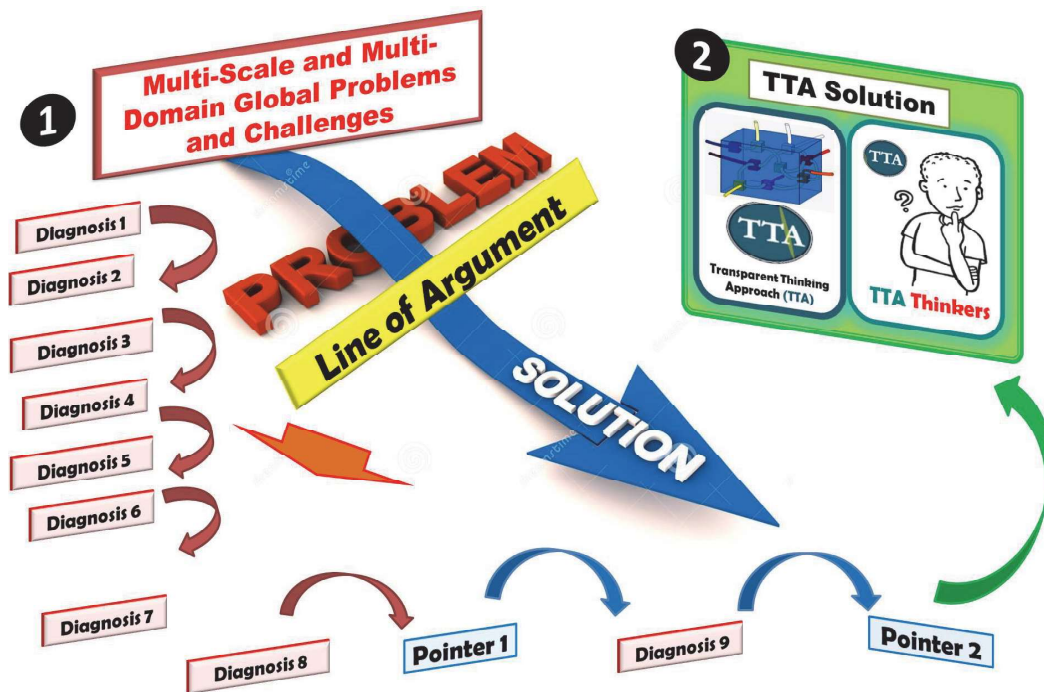 1
Multi-Scale and Multi-
Domain Global Problems
and Challenges
PROBLEM
Line of Argument
SOLUTION
Diagnosis 1
Diagnosis 2
Diagnosis 3
Diagnosis 4
Diagnosis 5
Diagnosis 6
Diagnosis 7
Diagnosis 8
Pointer 1
Diagnosis 9
Pointer 2
2
TTA Solution
TTA
Transparent Thinking
Approach (TTA)
TTA
?
TTA Thinkers